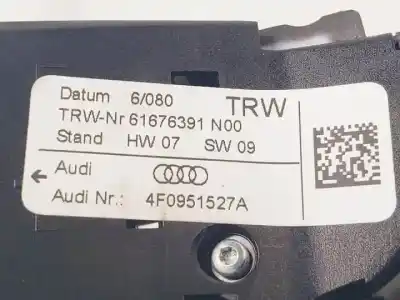 Datum 6/080
TRW
TRW-Nr 61676391 N00
Stand HW 07 SW 09
Audi
Audi Nr.: 4F0951527A